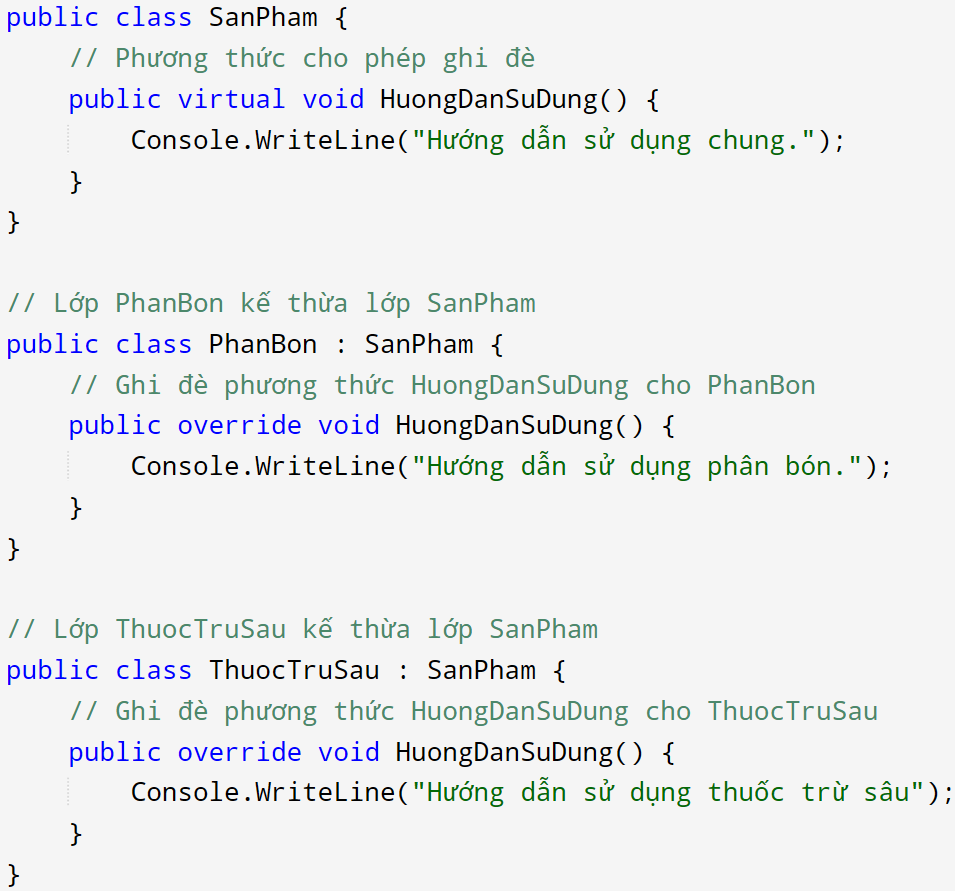 public class SanPham {
    // Phương thức cho phép ghi đè
    public virtual void HuongDanSuDung() {
        Console.WriteLine("Hướng dẫn sử dụng chung.");
    }
}

// Lớp PhanBon kế thừa lớp SanPham
public class PhanBon : SanPham {
    // Ghi đè phương thức HuongDanSuDung cho PhanBon
    public override void HuongDanSuDung() {
        Console.WriteLine("Hướng dẫn sử dụng phân bón.");
    }
}

// Lớp ThuocTruSau kế thừa lớp SanPham
public class ThuocTruSau : SanPham {
    // Ghi đè phương thức HuongDanSuDung cho ThuocTruSau
    public override void HuongDanSuDung() {
        Console.WriteLine("Hướng dẫn sử dụng thuốc trừ sâu");
    }
}